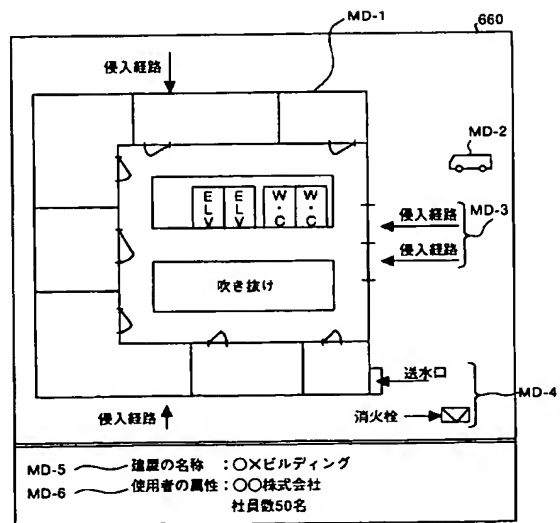 MD-1
660
侵入経路
MD-2
ELV
ELV
W・C
W・C
侵入経路
MD-3
侵入経路
吹き抜け
送水口
MD-4
侵入経路
消火栓
MD-5 建屋の名称:○×ビルディング
MD-6 使用者の属性:○○株式会社
社員数50名